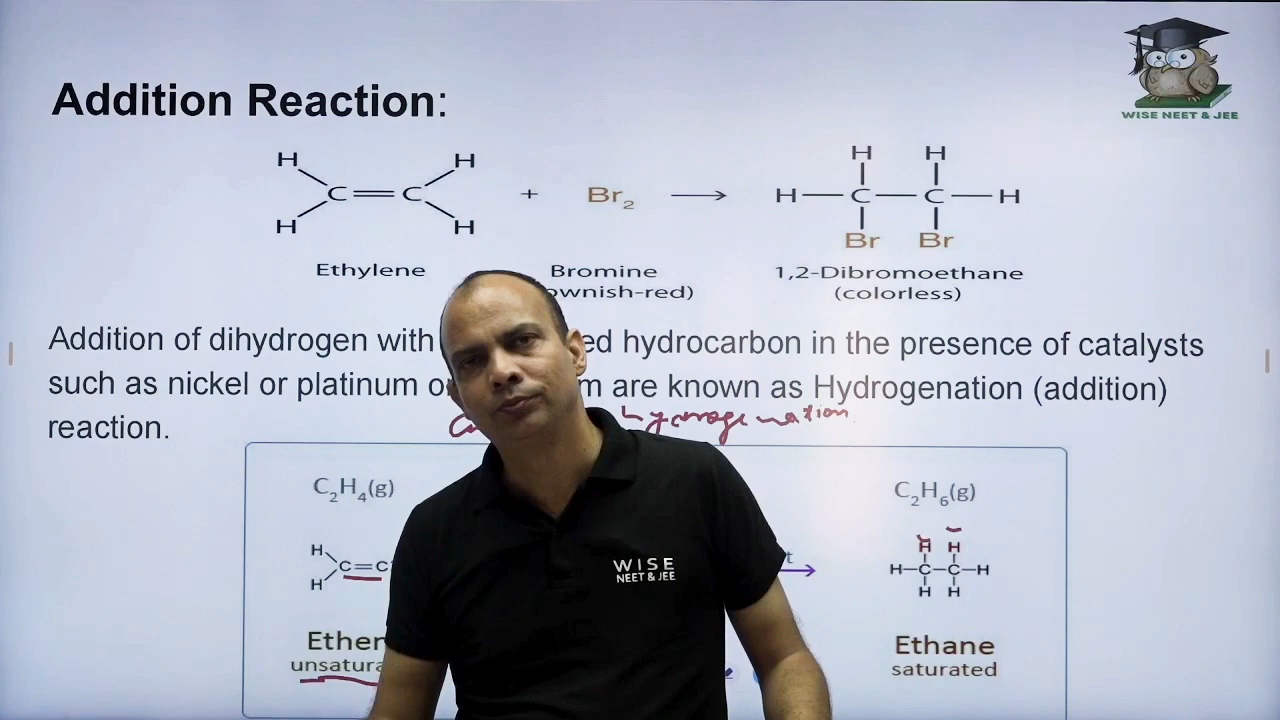 WISE NEET & JEE
Addition Reaction:
H H
C C
H H
+ Br₂ →
H H
H C C H
Br Br
Ethylene
Bromine
ownish-red)
1,2-Dibromoethane
(colorless)
Addition of dihydrogen with ed hydrocarbon in the presence of catalysts
such as nickel or platinum o m are known as Hydrogenation (addition)
reaction.
hydrogenation
C₂H₄(g)
C₂H₆(g)
H
C=C
H
t
→
H H
H-C-C-H
H H
Ethen
unsatura
Ethane
saturated
WISE
NEET & JEE